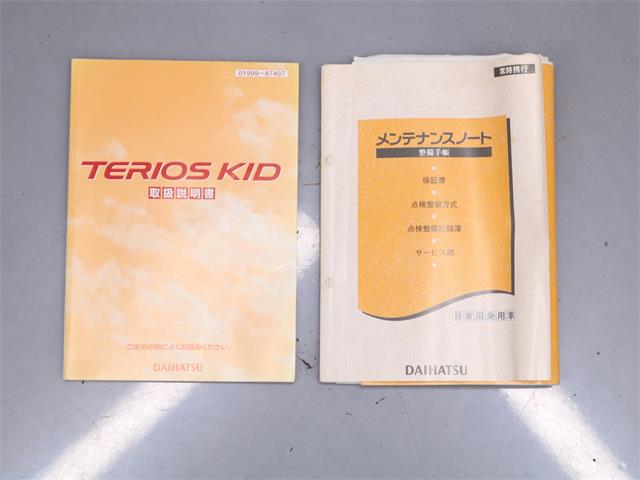 01999-87407
TERIOS KID
取扱説明書
ご使用の前によくお読みください。
DAIHATSU
常時携行
メンテナンスノート
整備手帳
保証書
点検整備方式
点検整備記録簿
サービス網
自家用乗用車
DAIHATSU